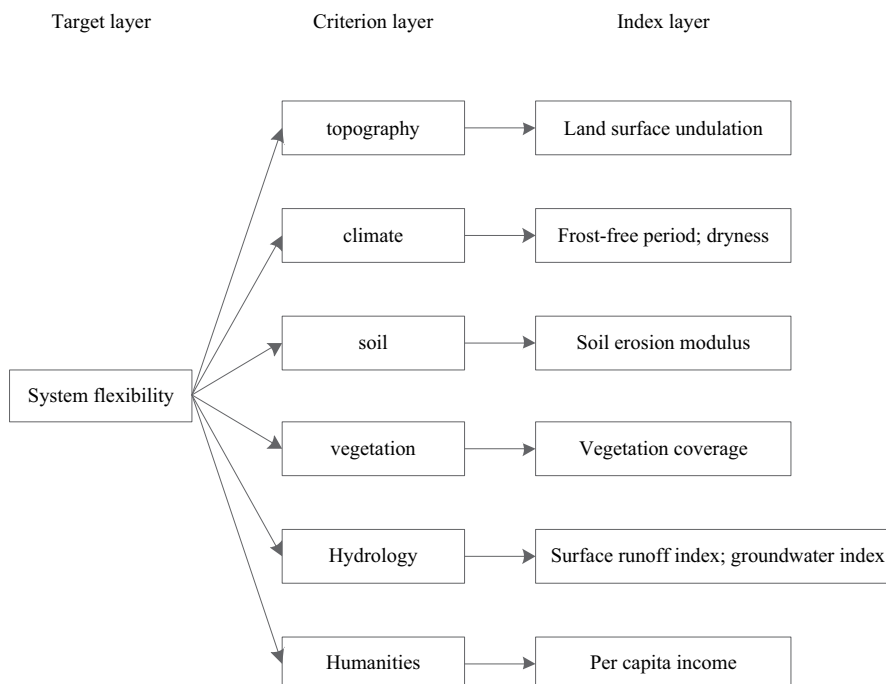 Target layer
Criterion layer
Index layer
topography
Land surface undulation
climate
Frost-free period; dryness
soil
Soil erosion modulus
System flexibility
vegetation
Vegetation coverage
Hydrology
Surface runoff index; groundwater index
Humanities
Per capita income